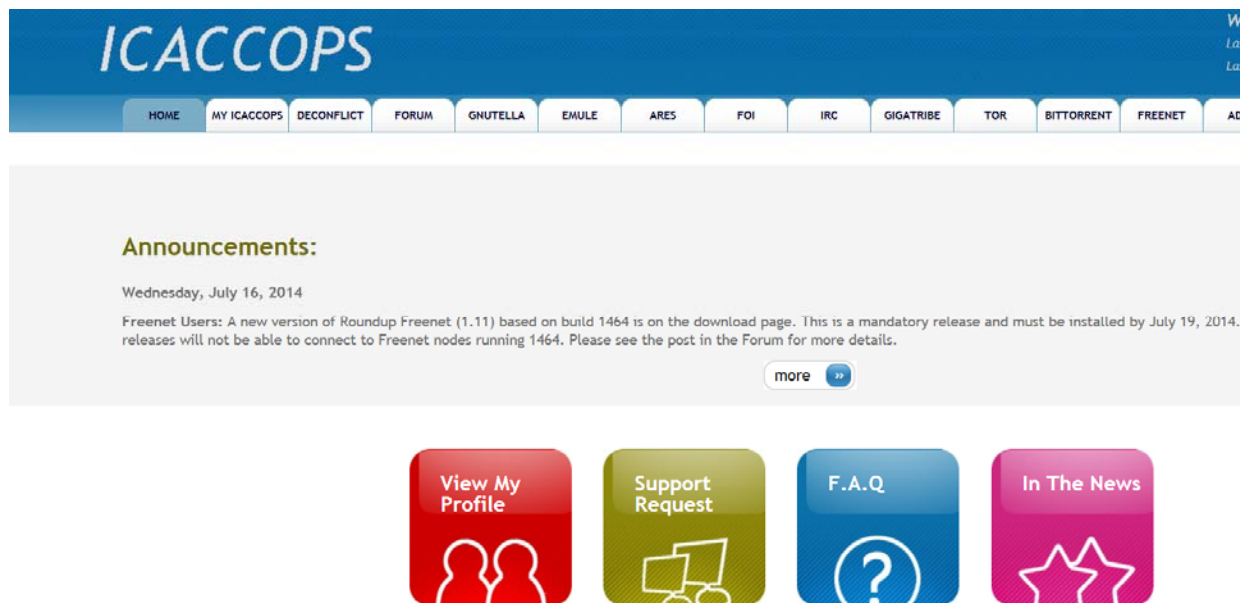 ICACCOPS
HOME MY ICACCOPS DECONFLICT FORUM GNUTELLA EMULE ARES FOI IRC GIGATRIBE TOR BITTORRENT FREENET
Announcements:
Wednesday, July 16, 2014
Freenet Users: A new version of Roundup Freenet (1.11) based on build 1464 is on the download page. This is a mandatory release and must be installed by July 19, 2014.
releases will not be able to connect to Freenet nodes running 1464. Please see the post in the Forum for more details.
more »
View My
Profile
Support
Request
F.A.Q
In The News